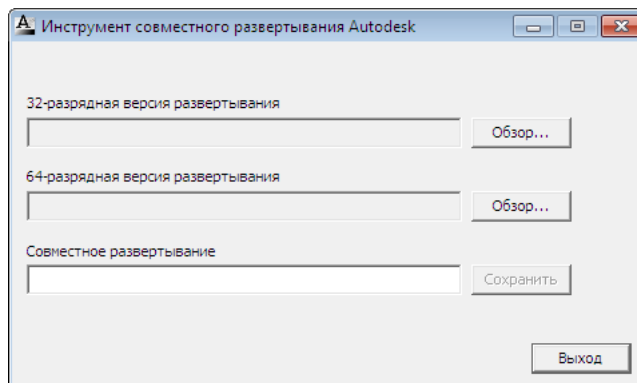 Инструмент совместного развертывания Autodesk
32-разрядная версия развертывания
Обзор...
64-разрядная версия развертывания
Обзор...
Совместное развертывание
Сохранить
Выход